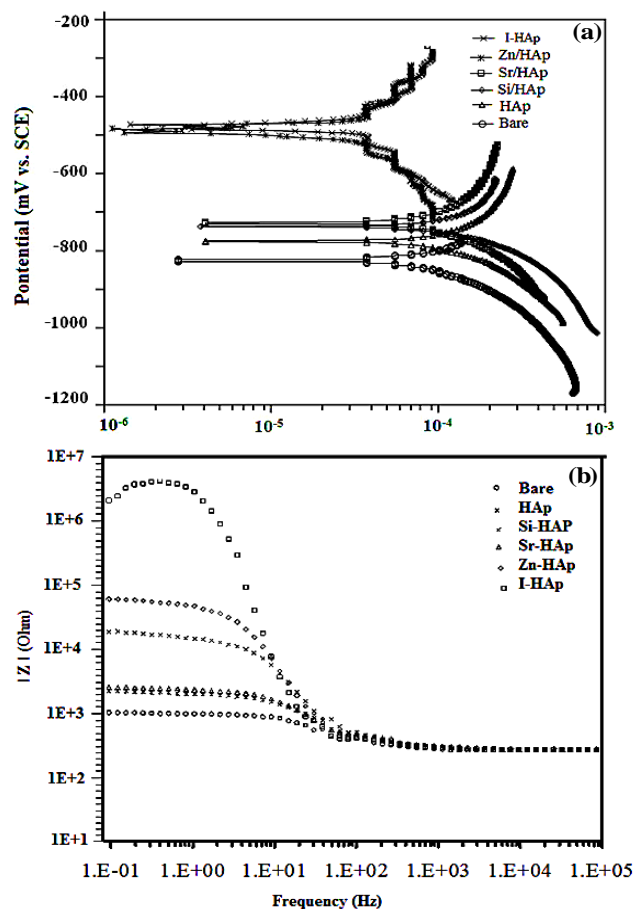 (a)
Pontential (mV vs. SCE)
-200
-400
-600
-800
-1000
-1200
I-HAp
Zn/HAp
Sr/HAp
Si/HAp
HAp
Bare
10-6
10-5
10-4
10-3
(b)
|Z| (Ohm)
1E+7
1E+6
1E+5
1E+4
1E+3
1E+2
1E+1
Bare
HAp
Si-HAP
Sr-HAp
Zn-HAp
I-HAp
1.E-01
1.E+00
1.E+01
1.E+02
1.E+03
1.E+04
1.E+05
Frequency (Hz)